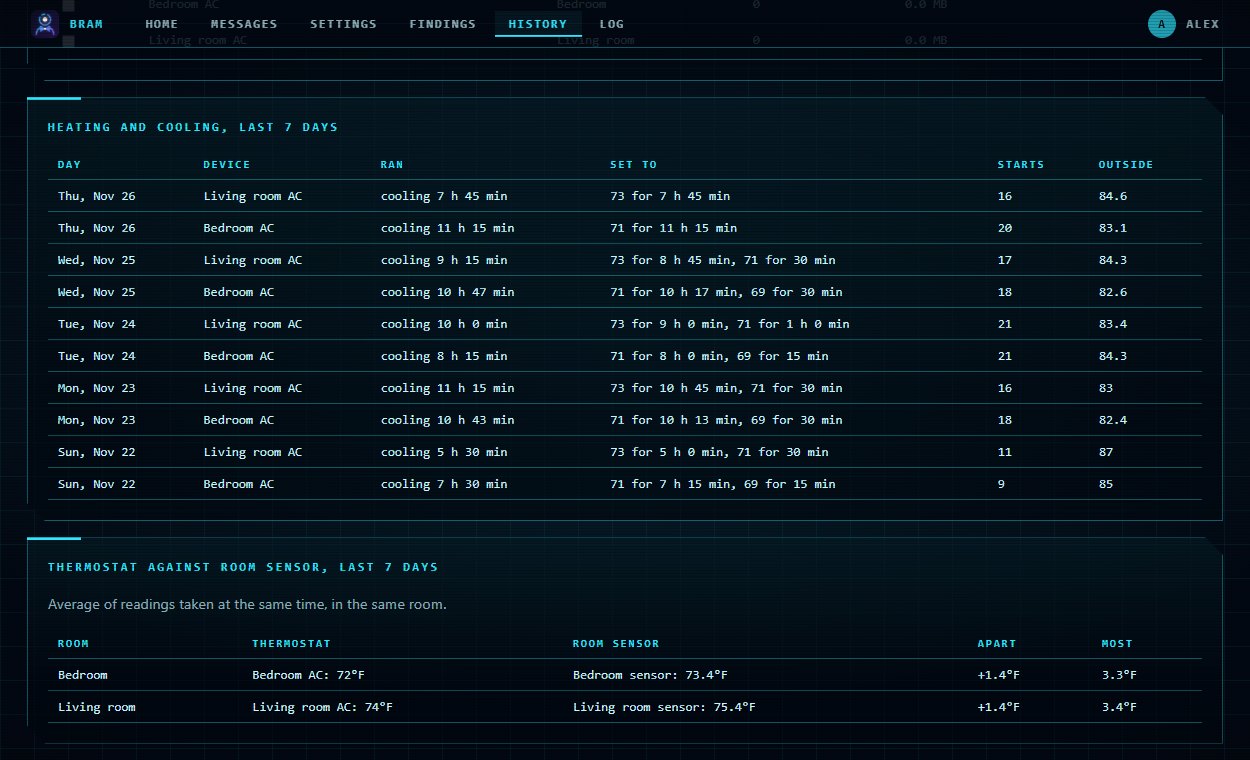 Bedroom AC Bedroom 0 0.0 MB
BRAM HOME MESSAGES SETTINGS FINDINGS HISTORY LOG A ALEX
Living room AC Living room 0 0.0 MB
HEATING AND COOLING, LAST 7 DAYS
DAY DEVICE RAN SET TO STARTS OUTSIDE
Thu, Nov 26 Living room AC cooling 7 h 45 min 73 for 7 h 45 min 16 84.6
Thu, Nov 26 Bedroom AC cooling 11 h 15 min 71 for 11 h 15 min 20 83.1
Wed, Nov 25 Living room AC cooling 9 h 15 min 73 for 8 h 45 min, 71 for 30 min 17 84.3
Wed, Nov 25 Bedroom AC cooling 10 h 47 min 71 for 10 h 17 min, 69 for 30 min 18 82.6
Tue, Nov 24 Living room AC cooling 10 h 0 min 73 for 9 h 0 min, 71 for 1 h 0 min 21 83.4
Tue, Nov 24 Bedroom AC cooling 8 h 15 min 71 for 8 h 0 min, 69 for 15 min 21 84.3
Mon, Nov 23 Living room AC cooling 11 h 15 min 73 for 10 h 45 min, 71 for 30 min 16 83
Mon, Nov 23 Bedroom AC cooling 10 h 43 min 71 for 10 h 13 min, 69 for 30 min 18 82.4
Sun, Nov 22 Living room AC cooling 5 h 30 min 73 for 5 h 0 min, 71 for 30 min 11 87
Sun, Nov 22 Bedroom AC cooling 7 h 30 min 71 for 7 h 15 min, 69 for 15 min 9 85
THERMOSTAT AGAINST ROOM SENSOR, LAST 7 DAYS
Average of readings taken at the same time, in the same room.
ROOM THERMOSTAT ROOM SENSOR APART MOST
Bedroom Bedroom AC: 72°F Bedroom sensor: 73.4°F +1.4°F 3.3°F
Living room Living room AC: 74°F Living room sensor: 75.4°F +1.4°F 3.4°F